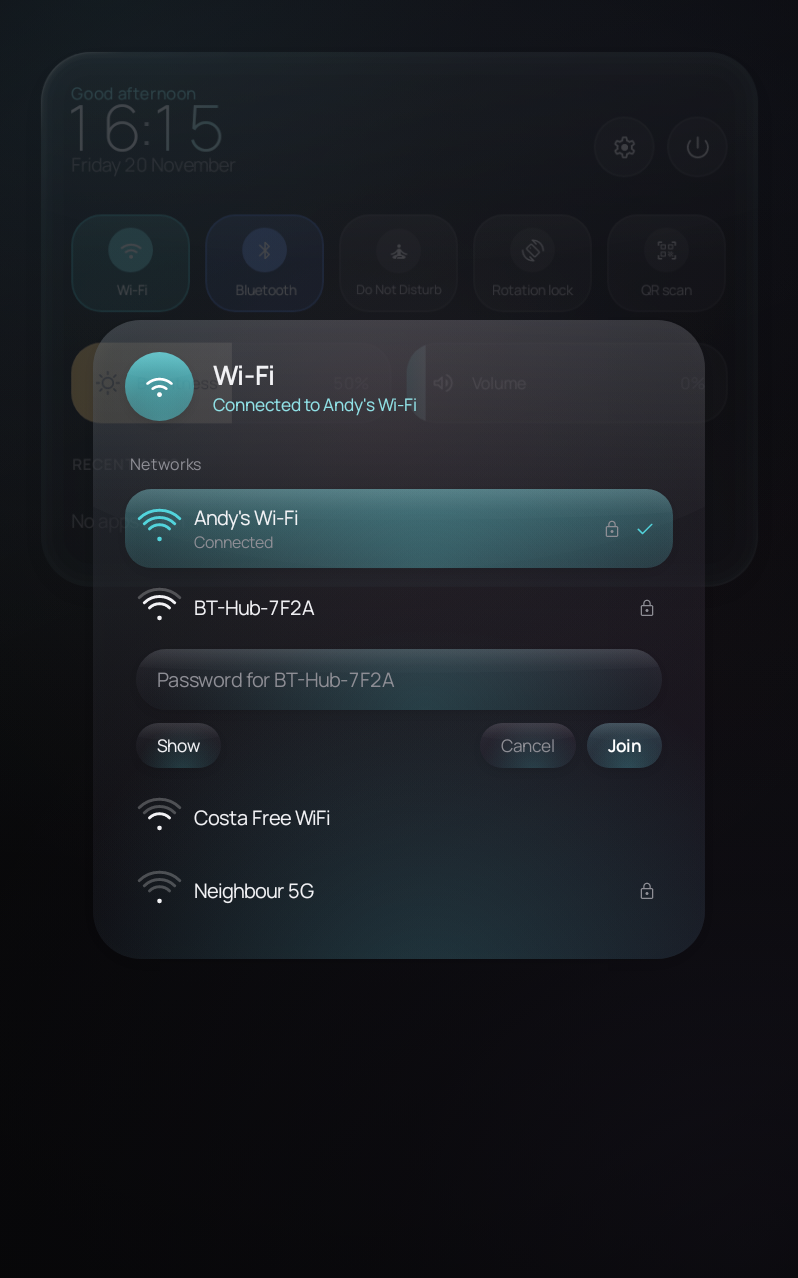 Good afternoon
16:15
Friday 20 November
Wi-Fi
Bluetooth
Do Not Disturb
Rotation lock
QR scan
Wi-Fi
Connected to Andy's Wi-Fi
50%
Volume
0%
Networks
Andy's Wi-Fi
Connected
BT-Hub-7F2A
Password for BT-Hub-7F2A
Show
Cancel
Join
Costa Free WiFi
Neighbour 5G